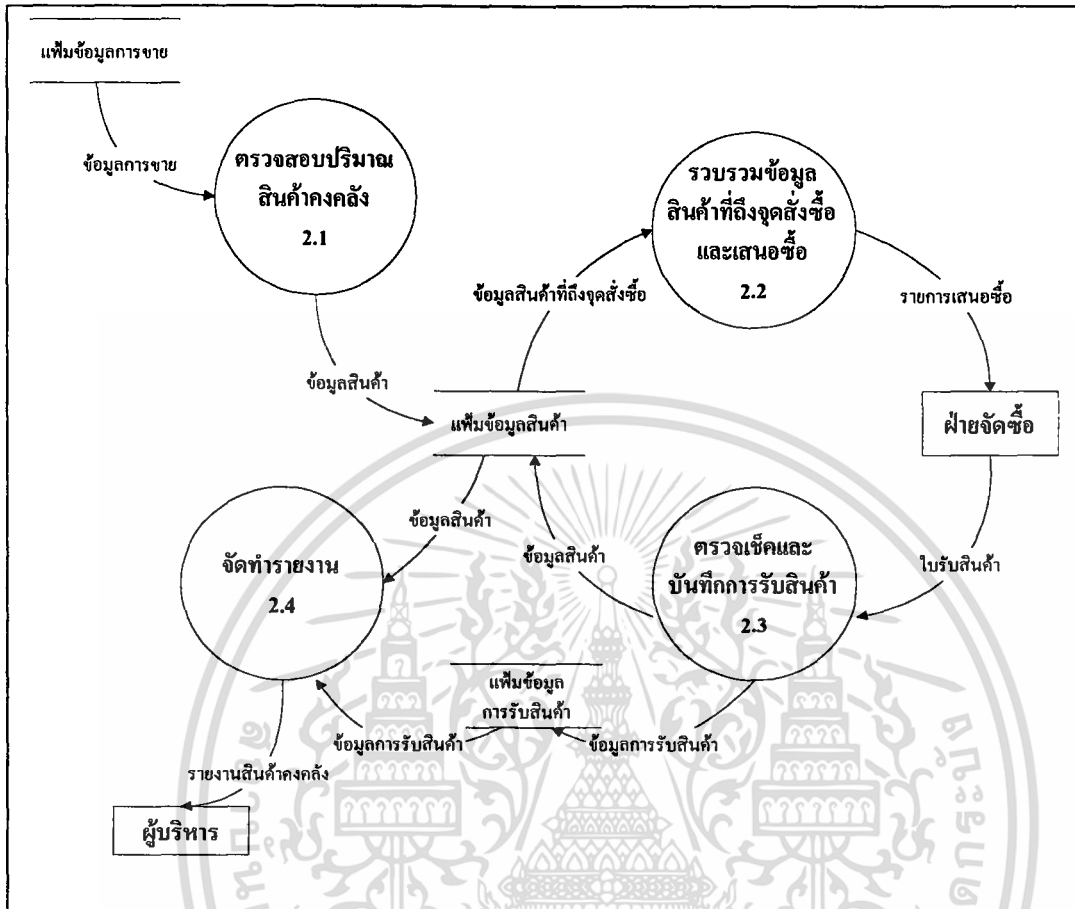 แฟ้มข้อมูลการขาย
ข้อมูลการขาย
ตรวจสอบปริมาณ
สินค้าคงคลัง
2.1
รวบรวมข้อมูล
สินค้าที่ถึงจุดสั่งซื้อ
และเสนอซื้อ
2.2
ข้อมูลสินค้าที่ถึงจุดสั่งซื้อ
รายการเสนอซื้อ
ข้อมูลสินค้า
แฟ้มข้อมูลสินค้า
ฝ่ายจัดซื้อ
ข้อมูลสินค้า
ข้อมูลสินค้า
ใบรับสินค้า
จัดทำรายงาน
2.4
ตรวจเช็คและ
บันทึกการรับสินค้า
2.3
แฟ้มข้อมูล
การรับสินค้า
ข้อมูลการรับสินค้า
ข้อมูลการรับสินค้า
รายงานสินค้าคงคลัง
ผู้บริหาร